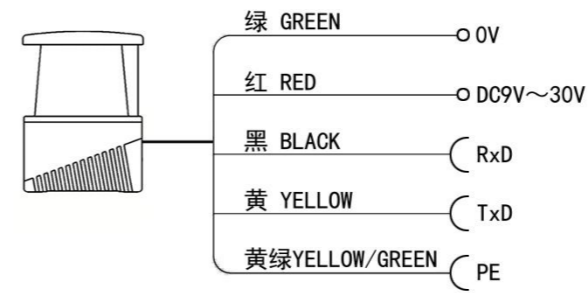 绿 GREEN 0V
红 RED DC9V～30V
黑 BLACK RxD
黄 YELLOW TxD
黄绿YELLOW/GREEN PE